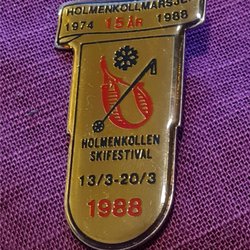 HOLMENKOLLMARSJ
1974 15 ÅR 1988
HOLMENKOLLEN
SKIFESTIVAL
13/3-20/3
1988